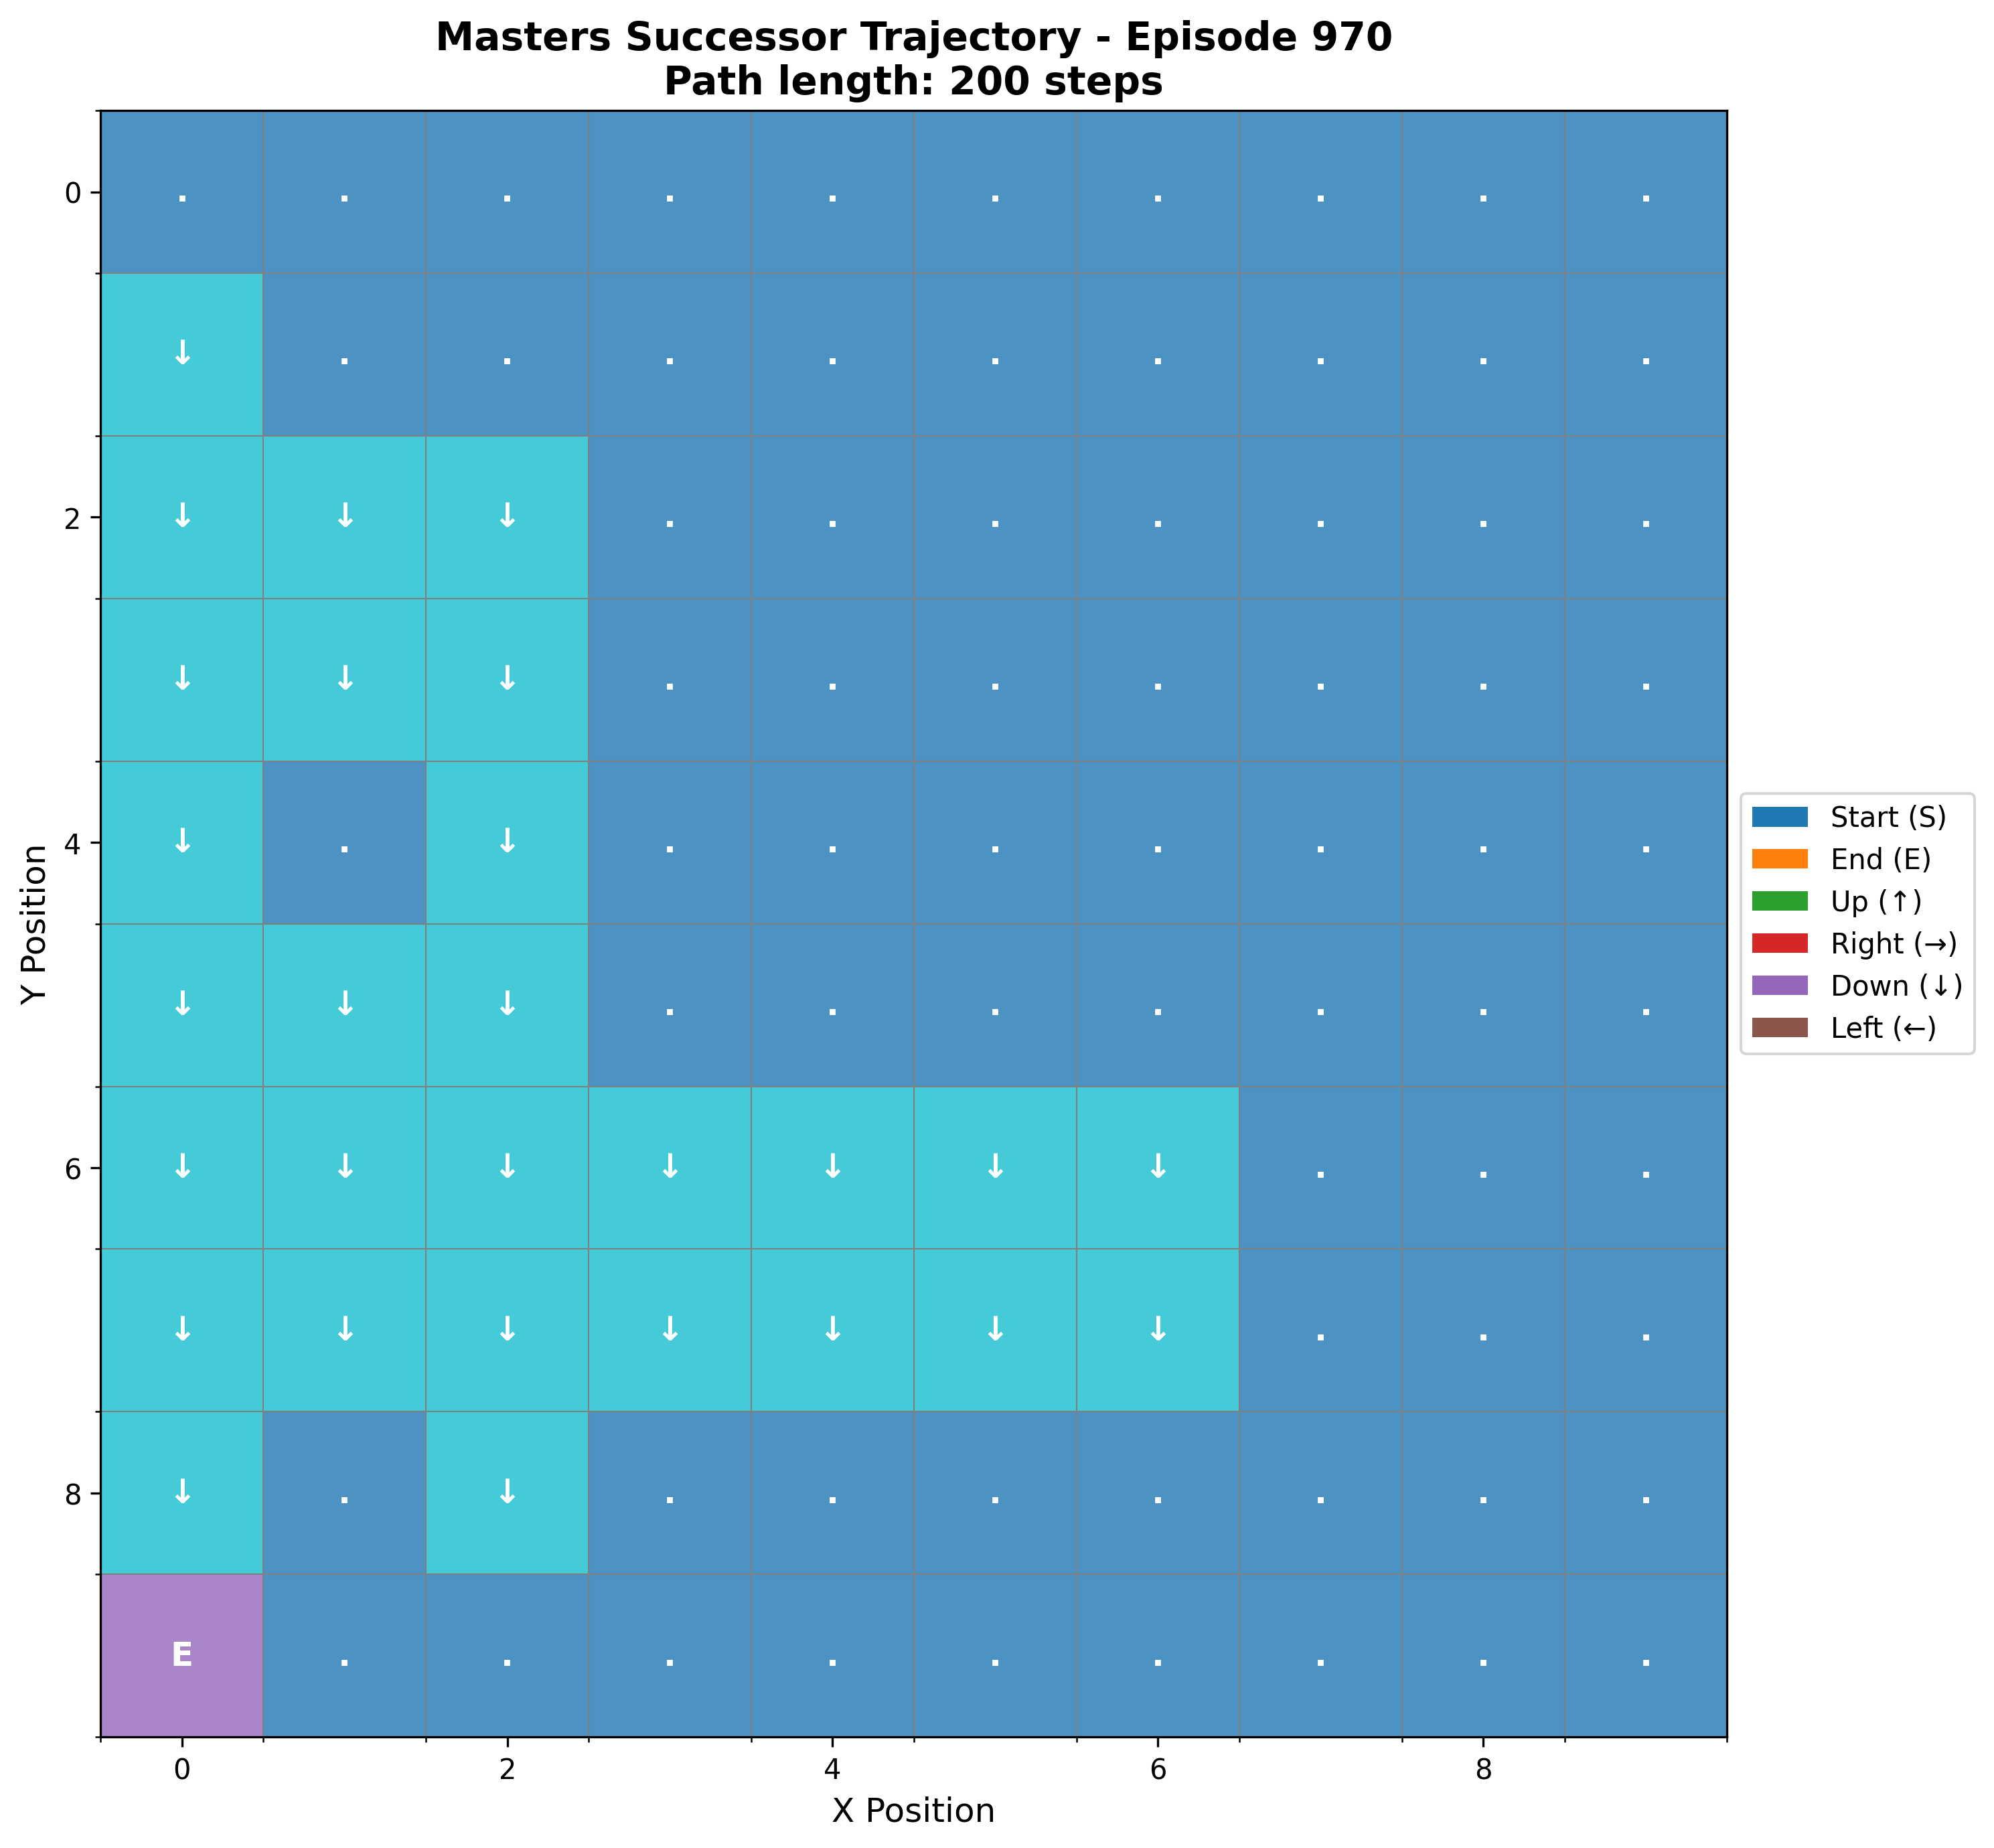 Masters Successor Trajectory - Episode 970
Path length: 200 steps
0 . . . . . . . . . .
↓ . . . . . . . . .
2 ↓ ↓ ↓ . . . . . . .
↓ ↓ ↓ . . . . . . .
4 ↓ . ↓ . . . . . . .
↓ ↓ ↓ . . . . . . .
6 ↓ ↓ ↓ ↓ ↓ ↓ ↓ . . .
↓ ↓ ↓ ↓ ↓ ↓ ↓ . . .
8 ↓ . ↓ . . . . . . .
E . . . . . . . . .
0 2 4 6 8
X Position
Y Position
Start (S)
End (E)
Up (↑)
Right (→)
Down (↓)
Left (←)